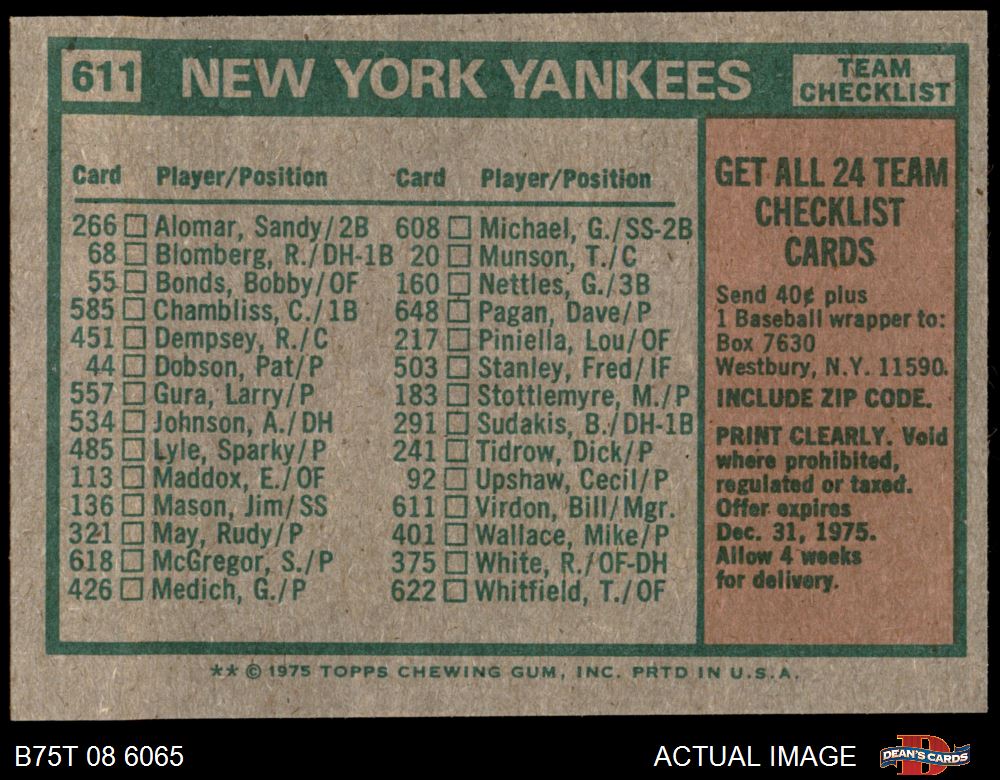 611 NEW YORK YANKEES TEAM CHECKLIST
Card Player/Position
266 Alomar, Sandy/2B
68 Blomberg, R./DH-1B
55 Bonds, Bobby/OF
585 Chambliss, C./1B
451 Dempsey, R./C
44 Dobson, Pat/P
557 Gura, Larry/P
534 Johnson, A./DH
485 Lyle, Sparky/P
113 Maddox, E./OF
136 Mason, Jim/SS
321 May, Rudy/P
618 McGregor, S./P
426 Medich, G./P
Card Player/Position
608 Michael, G./SS-2B
20 Munson, T./C
160 Nettles, G./3B
648 Pagan, Dave/P
217 Piniella, Lou/OF
503 Stanley, Fred/IF
183 Stottlemyre, M./P
291 Sudakis, B./DH-1B
241 Tidrow, Dick/P
92 Upshaw, Cecil/P
611 Virdon, Bill/Mgr.
401 Wallace, Mike/P
375 White, R./OF-DH
622 Whitfield, T./OF
GET ALL 24 TEAM
CHECKLIST
CARDS
Send 40¢ plus
1 Baseball wrapper to:
Box 7630
Westbury, N.Y. 11590.
INCLUDE ZIP CODE.
PRINT CLEARLY. Void
where prohibited,
regulated or taxed.
Offer expires
Dec. 31, 1975.
Allow 4 weeks
for delivery.
** © 1975 TOPPS CHEWING GUM, INC. PRTD IN U.S.A.
B75T 08 6065
ACTUAL IMAGE
DEAN'S CARDS